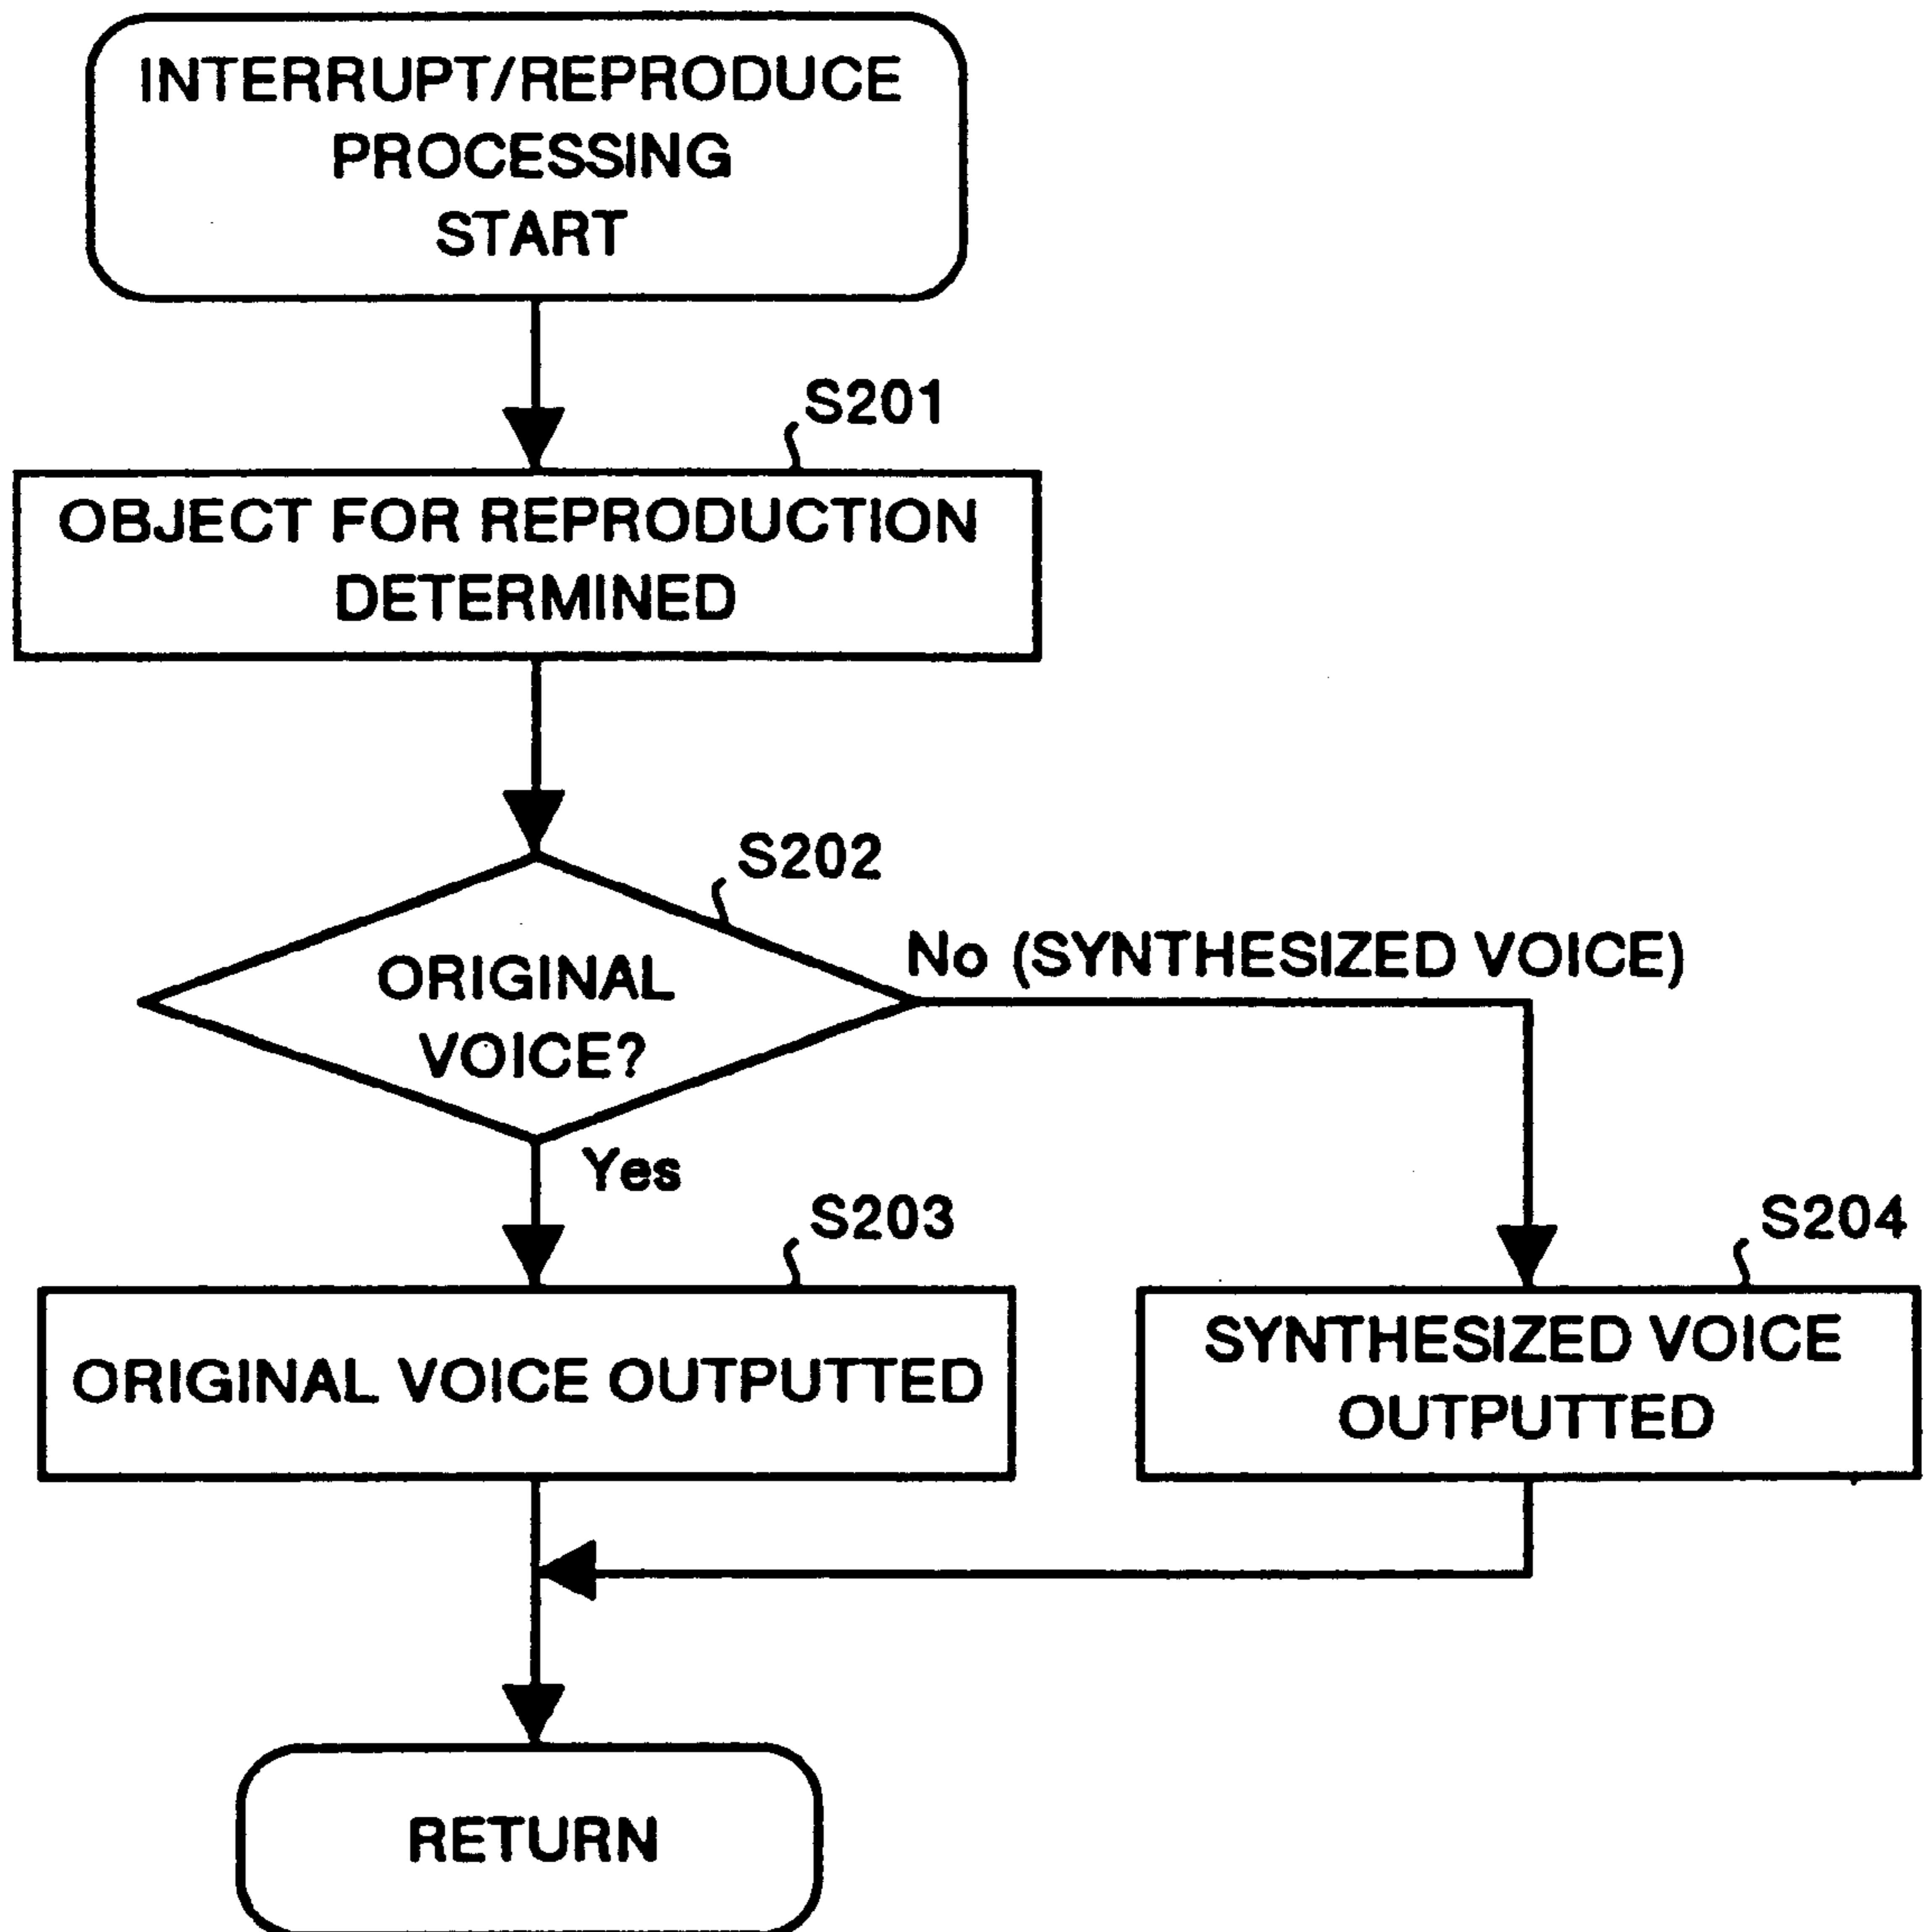 INTERRUPT/REPRODUCE
PROCESSING
START
S201
OBJECT FOR REPRODUCTION
DETERMINED
S202
ORIGINAL
VOICE?
No (SYNTHESIZED VOICE)
Yes
S203
ORIGINAL VOICE OUTPUTTED
S204
SYNTHESIZED VOICE
OUTPUTTED
RETURN